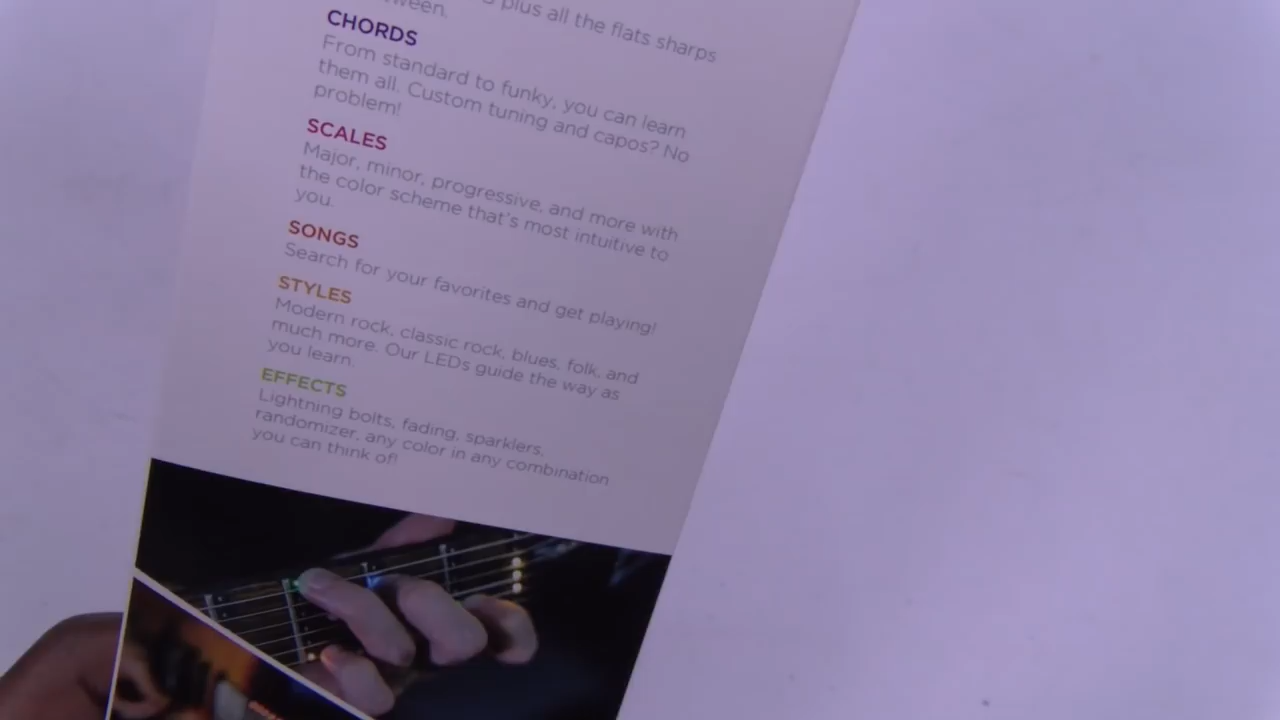 plus all the flats sharps
CHORDS
From standard to funky, you can learn
them all. Custom tuning and capos? No
problem!
SCALES
Major, minor, progressive, and more with
the color scheme that's most intuitive to
you.
SONGS
Search for your favorites and get playing!
STYLES
Modern rock, classic rock, blues, folk, and
much more. Our LEDs guide the way as
you learn.
EFFECTS
Lightning bolts, fading, sparklers,
randomizer, any color in any combination
you can think of!